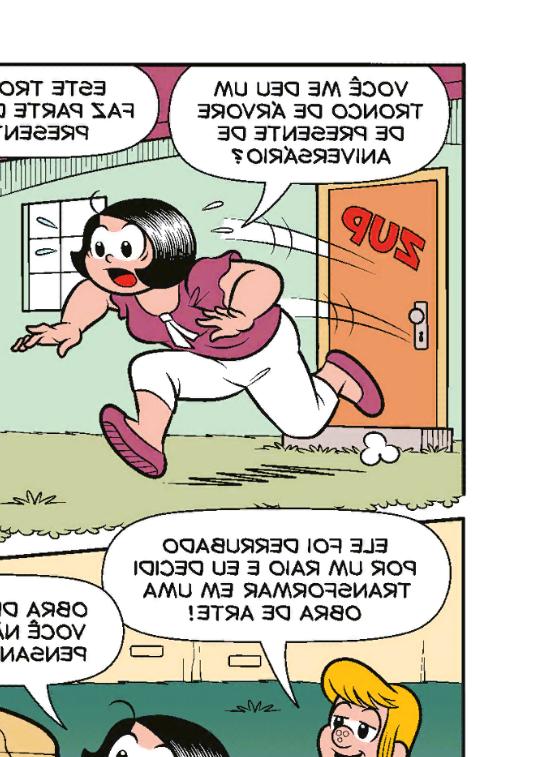 VOCÊ ME DEU UM
TRONCO DE ÁRVORE
DE PRESENTE DE
ANIVERSÁRIO?
ESTE TRO
FAZ PARTE D
PRESENT
ZUP
ELE FOI DERRUBADO
POR UM RAIO E EU DECIDI
TRANSFORMAR EM UMA
OBRA DE ARTE!
OBRA DE
VOCÊ NÃ
PENSAN